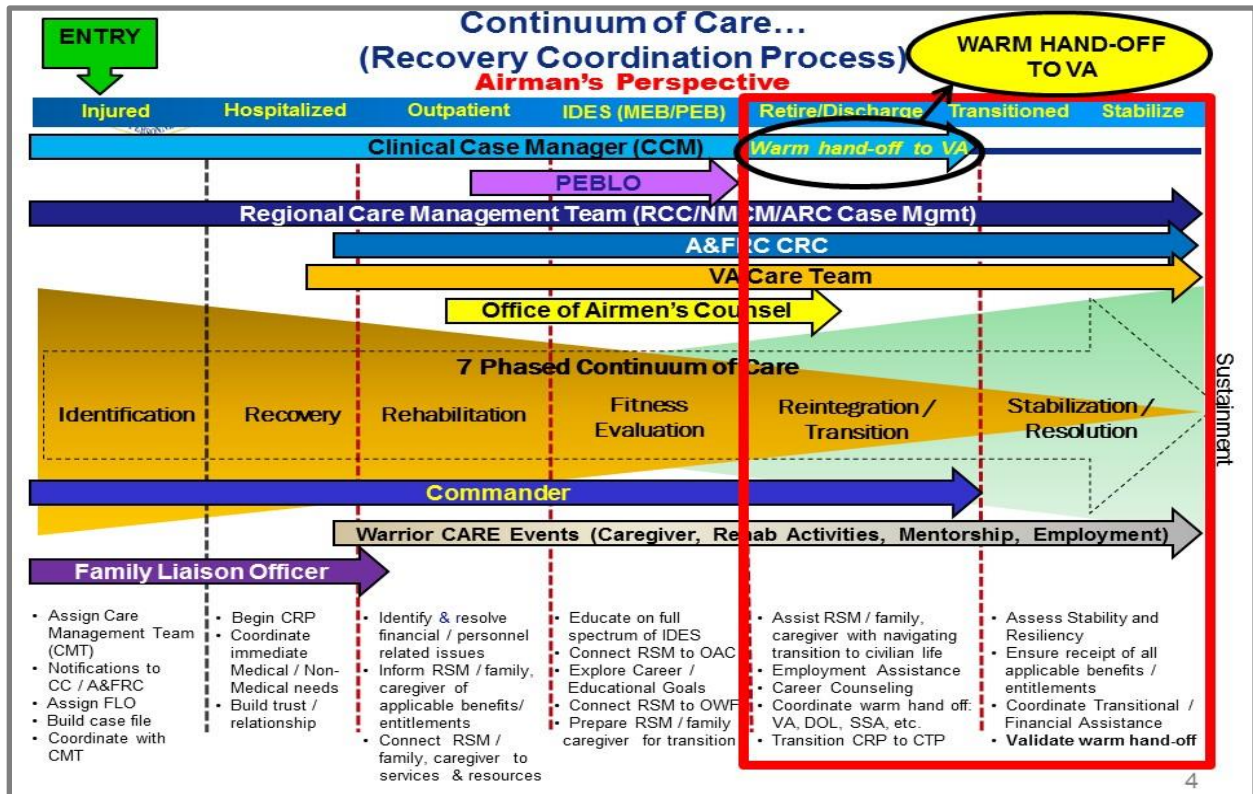 ENTRY
Continuum of Care…
(Recovery Coordination Process)
Airman's Perspective
WARM HAND-OFF
TO VA
Injured
Hospitalized
Outpatient
IDES (MEB/PEB)
Retire/Discharge
Transitioned
Stabilize
Clinical Case Manager (CCM)
Warm hand-off to VA
PEBLO
Regional Care Management Team (RCC/NMCM/ARC Case Mgmt)
A&FRC CRC
VA Care Team
Office of Airmen's Counsel
7 Phased Continuum of Care
Identification
Recovery
Rehabilitation
Fitness
Evaluation
Reintegration /
Transition
Stabilization /
Resolution
Sustainment
Commander
Warrior CARE Events (Caregiver, Rehab Activities, Mentorship, Employment)
Family Liaison Officer
• Assign Care
Management Team
(CMT)
• Notifications to
CC / A&FRC
• Assign FLO
• Build case file
• Coordinate with
CMT
• Begin CRP
• Coordinate
immediate
Medical / Non-
Medical needs
• Build trust /
relationship
• Identify & resolve
financial / personnel
related issues
• Inform RSM / family,
caregiver of
applicable benefits/
entitlements
• Connect RSM /
family, caregiver to
services & resources
• Educate on full
spectrum of IDES
• Connect RSM to OAC
• Explore Career /
Educational Goals
• Connect RSM to OWF
• Prepare RSM / family
caregiver for transition
• Assist RSM / family,
caregiver with navigating
transition to civilian life
• Employment Assistance
• Career Counseling
• Coordinate warm hand off:
VA, DOL, SSA, etc.
• Transition CRP to CTP
• Assess Stability and
Resiliency
• Ensure receipt of all
applicable benefits /
entitlements
• Coordinate Transitional /
Financial Assistance
• Validate warm hand-off
4